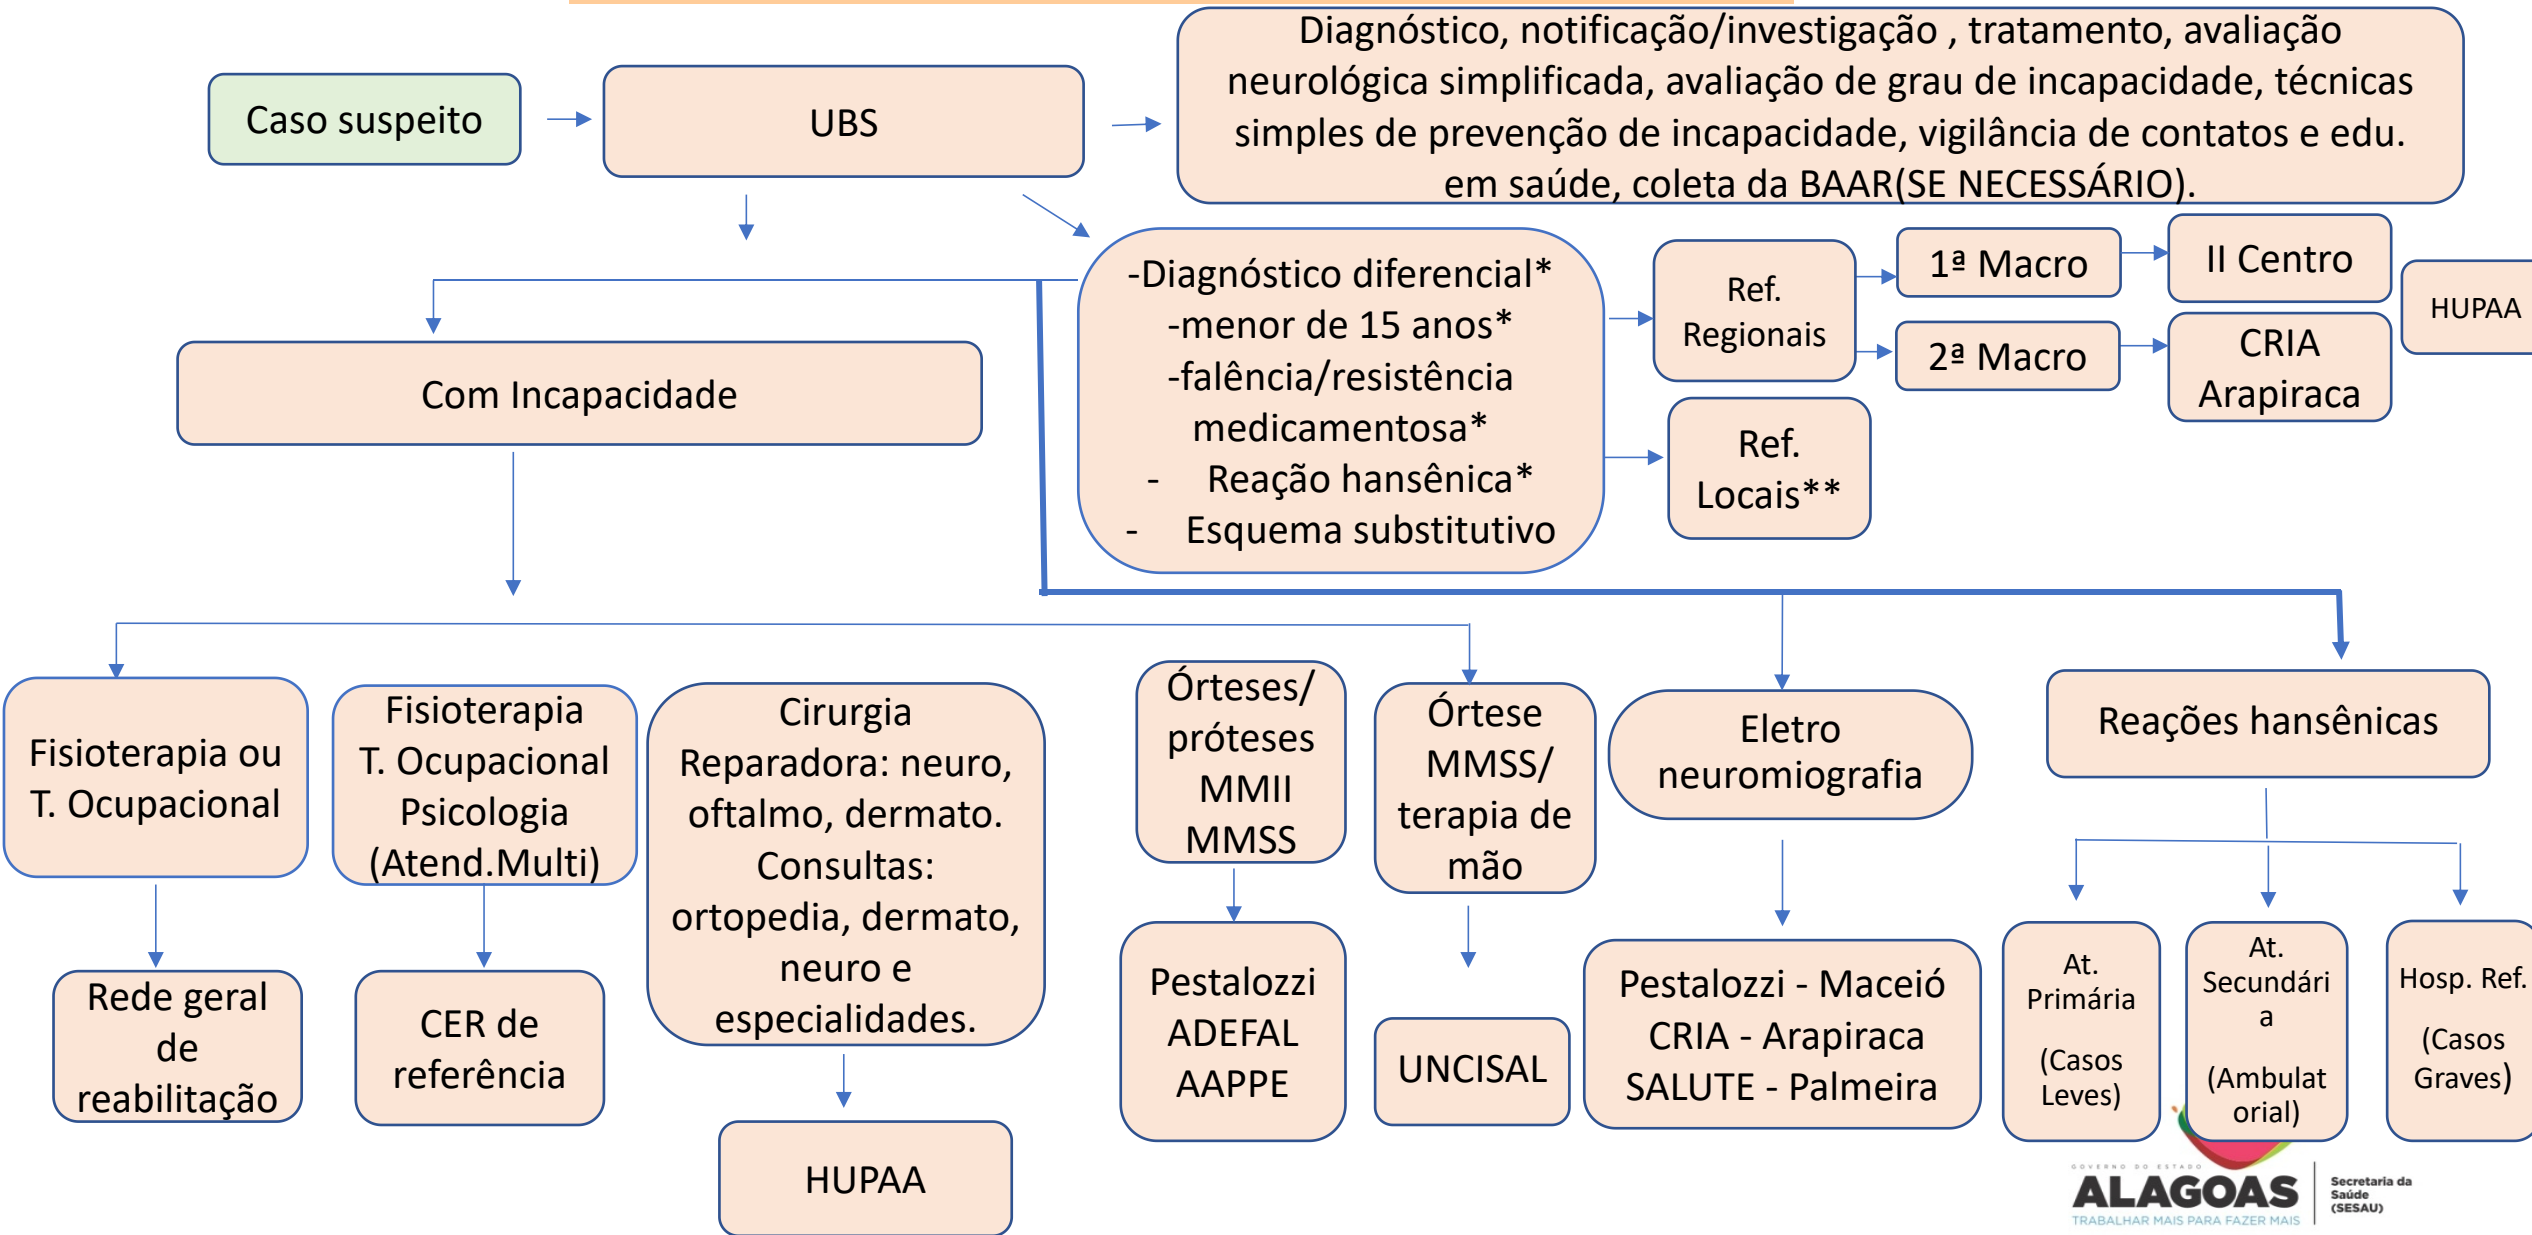 Diagnóstico, notificação/investigação , tratamento, avaliação
neurológica simplificada, avaliação de grau de incapacidade, técnicas
simples de prevenção de incapacidade, vigilância de contatos e edu.
em saúde, coleta da BAAR(SE NECESSÁRIO).
Caso suspeito
UBS
-Diagnóstico diferencial*
-menor de 15 anos*
-falência/resistência
medicamentosa*
- Reação hansênica*
- Esquema substitutivo
Ref.
Regionais
1ª Macro
II Centro
2ª Macro
CRIA
Arapiraca
HUPAA
Ref.
Locais**
Com Incapacidade
Fisioterapia ou
T. Ocupacional
Fisioterapia
T. Ocupacional
Psicologia
(Atend.Multi)
Cirurgia
Reparadora: neuro,
oftalmo, dermato.
Consultas:
ortopedia, dermato,
neuro e
especialidades.
Órteses/
próteses
MMII
MMSS
Órtese
MMSS/
terapia de
mão
Eletro
neuromiografia
Reações hansênicas
Rede geral
de
reabilitação
CER de
referência
HUPAA
Pestalozzi
ADEFAL
AAPPE
UNCISAL
Pestalozzi - Maceió
CRIA - Arapiraca
SALUTE - Palmeira
At.
Primária
(Casos
Leves)
At.
Secundári
a
(Ambulat
orial)
Hosp. Ref.
(Casos
Graves)
GOVERNO DO ESTADO
ALAGOAS
TRABALHAR MAIS PARA FAZER MAIS
Secretaria da
Saúde
(SESAU)